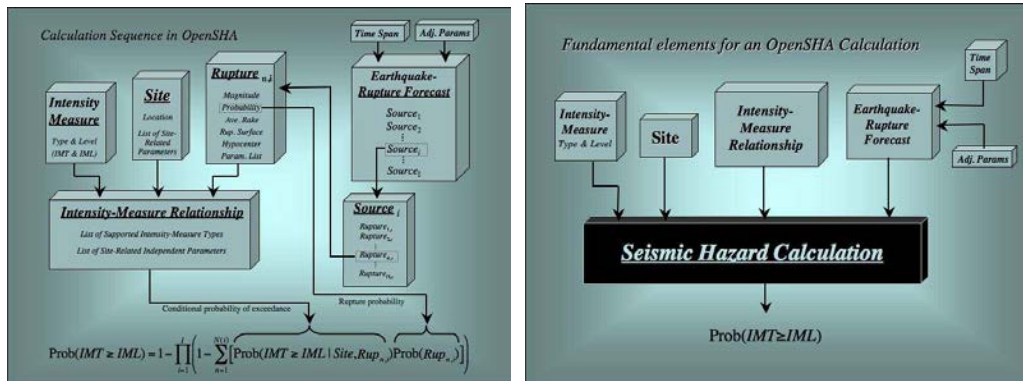 Calculation Sequence in OpenSHA
Time Span
Adj. Params
Intensity
Measure
Type & Level
(IMT & IML)
Site
Location
List of Site-
Related
Parameters
Rupture n,i
Magnitude
Probability
Ave. Rake
Rup. Surface
Hypocenter
Param. List
Earthquake-
Rupture Forecast
Source1
Source2
⋮
Sourcei
⋮
SourceI
Intensity-Measure Relationship
List of Supported Intensity-Measure Types
List of Site-Related Independent Parameters
Source i
Rupture1,i
Rupture2,i
⋮
Rupturen,i
⋮
Conditional probability of exceedance
Rupture probability
Prob(IMT ≥ IML) = 1 − ∏ i=1 I (1 − ∑ n=1 N(i) [Prob(IMT ≥ IML | Site, Rup n,i) Prob(Rup n,i)])
Fundamental elements for an OpenSHA Calculation
Time
Span
Intensity-
Measure
Type & Level
Site
Intensity-
Measure
Relationship
Earthquake-
Rupture
Forecast
Adj. Params
Seismic Hazard Calculation
Prob(IMT≥IML)